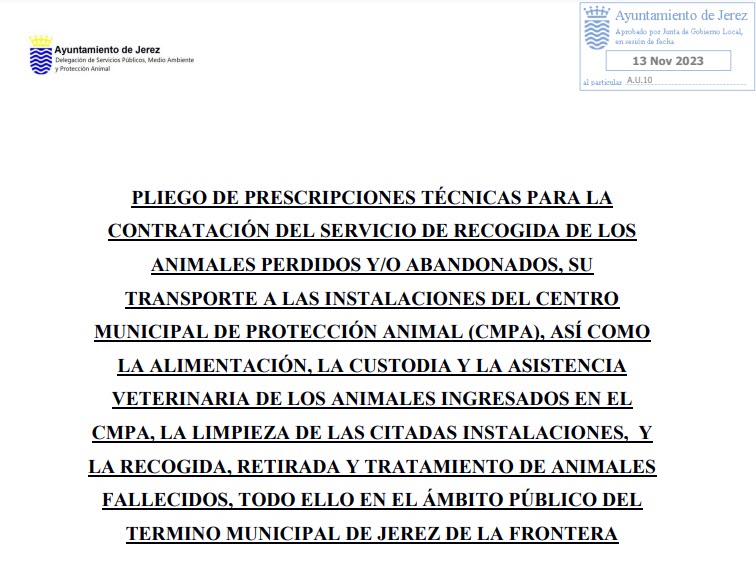 Ayuntamiento de Jerez
Delegación de Servicios Públicos, Medio Ambiente
y Protección Animal
Ayuntamiento de Jerez
Aprobado por Junta de Gobierno Local,
en sesión de fecha
13 Nov 2023
al particular A.U.10
PLIEGO DE PRESCRIPCIONES TÉCNICAS PARA LA
CONTRATACIÓN DEL SERVICIO DE RECOGIDA DE LOS
ANIMALES PERDIDOS Y/O ABANDONADOS, SU
TRANSPORTE A LAS INSTALACIONES DEL CENTRO
MUNICIPAL DE PROTECCIÓN ANIMAL (CMPA), ASÍ COMO
LA ALIMENTACIÓN, LA CUSTODIA Y LA ASISTENCIA
VETERINARIA DE LOS ANIMALES INGRESADOS EN EL
CMPA, LA LIMPIEZA DE LAS CITADAS INSTALACIONES, Y
LA RECOGIDA, RETIRADA Y TRATAMIENTO DE ANIMALES
FALLECIDOS, TODO ELLO EN EL ÁMBITO PÚBLICO DEL
TERMINO MUNICIPAL DE JEREZ DE LA FRONTERA